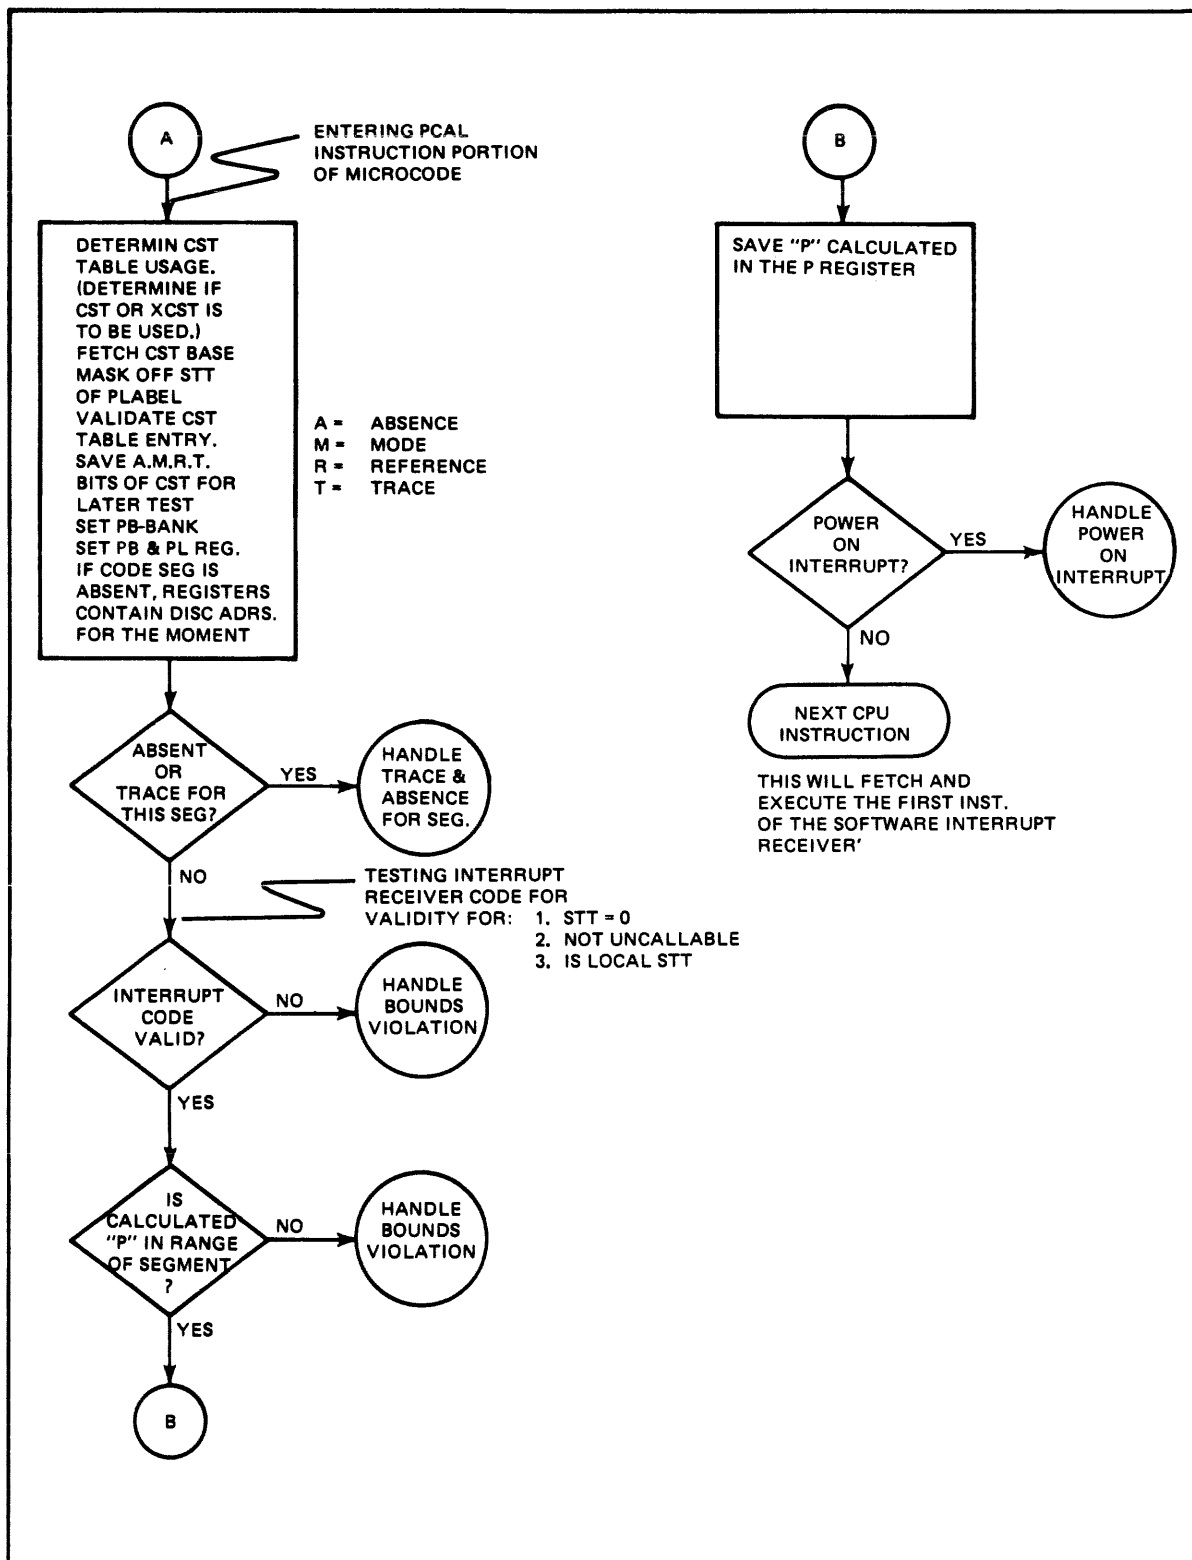 A
ENTERING PCAL
INSTRUCTION PORTION
OF MICROCODE
DETERMIN CST
TABLE USAGE.
(DETERMINE IF
CST OR XCST IS
TO BE USED.)
FETCH CST BASE
MASK OFF STT
OF PLABEL
VALIDATE CST
TABLE ENTRY.
SAVE A.M.R.T.
BITS OF CST FOR
LATER TEST
SET PB-BANK
SET PB & PL REG.
IF CODE SEG IS
ABSENT, REGISTERS
CONTAIN DISC ADRS.
FOR THE MOMENT
A = ABSENCE
M = MODE
R = REFERENCE
T = TRACE
ABSENT
OR
TRACE FOR
THIS SEG?
YES
HANDLE
TRACE &
ABSENCE
FOR SEG.
NO
TESTING INTERRUPT
RECEIVER CODE FOR
VALIDITY FOR: 1. STT = 0
2. NOT UNCALLABLE
3. IS LOCAL STT
INTERRUPT
CODE
VALID?
NO
HANDLE
BOUNDS
VIOLATION
YES
IS
CALCULATED
"P" IN RANGE
OF SEGMENT
?
NO
HANDLE
BOUNDS
VIOLATION
YES
B
B
SAVE "P" CALCULATED
IN THE P REGISTER
POWER
ON
INTERRUPT?
YES
HANDLE
POWER
ON
INTERRUPT
NO
NEXT CPU
INSTRUCTION
THIS WILL FETCH AND
EXECUTE THE FIRST INST.
OF THE SOFTWARE INTERRUPT
RECEIVER'